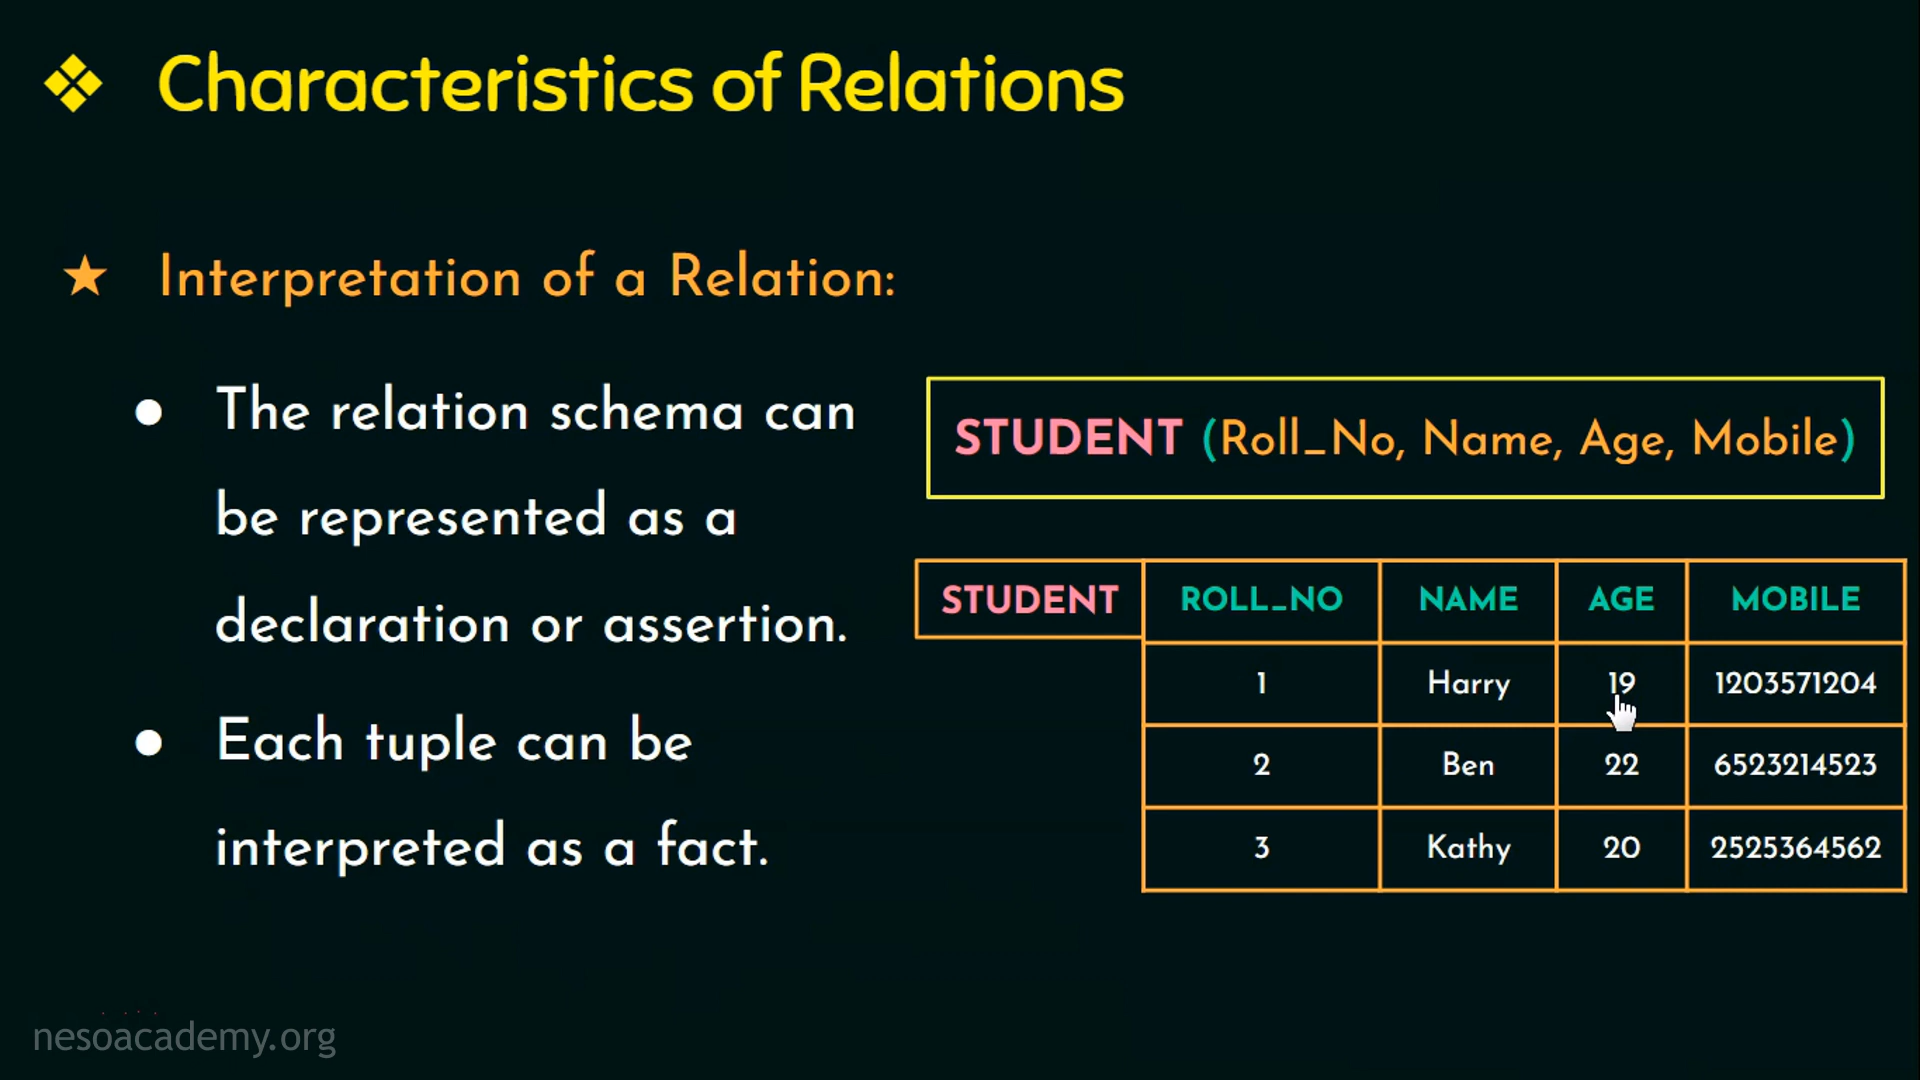 ❖ Characteristics of Relations
★ Interpretation of a Relation:
● The relation schema can
be represented as a
declaration or assertion.
● Each tuple can be
interpreted as a fact.
STUDENT (Roll_No, Name, Age, Mobile)
STUDENT ROLL_NO NAME AGE MOBILE
1 Harry 19 1203571204
2 Ben 22 6523214523
3 Kathy 20 2525364562
nesoacademy.org